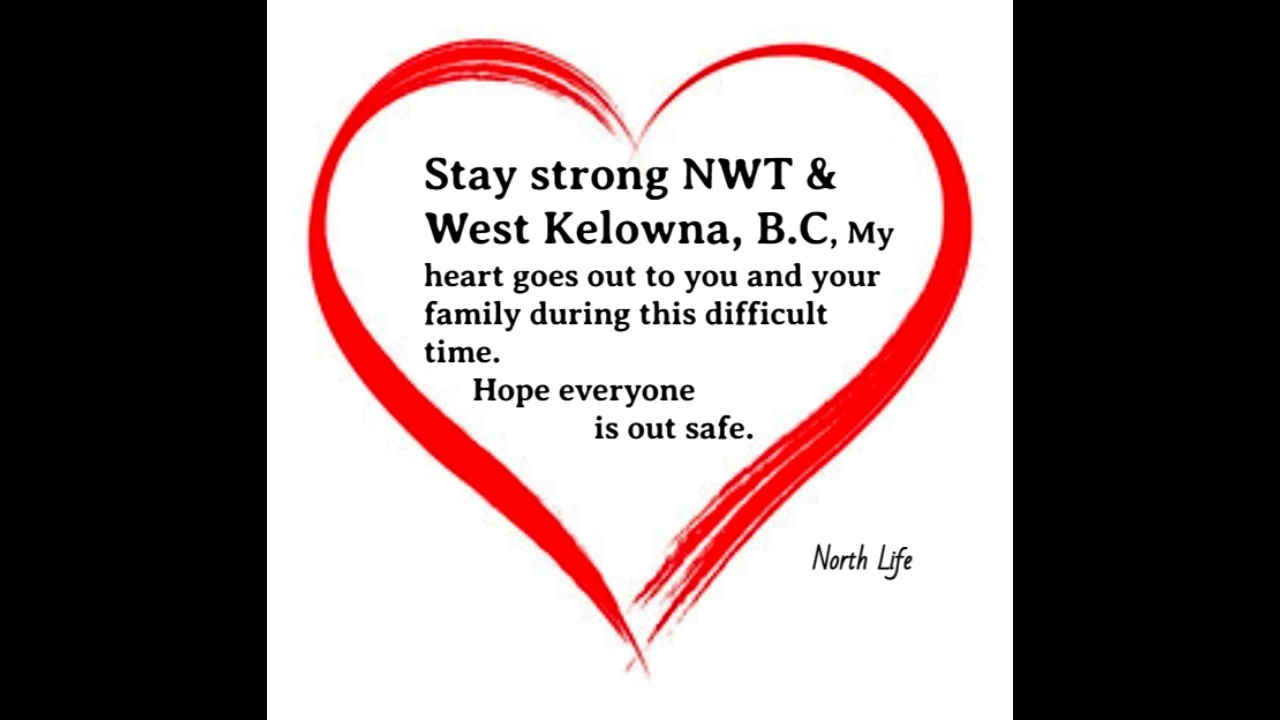 Stay strong NWT &
West Kelowna, B.C, My
heart goes out to you and your
family during this difficult
time.
Hope everyone
is out safe.
North Life